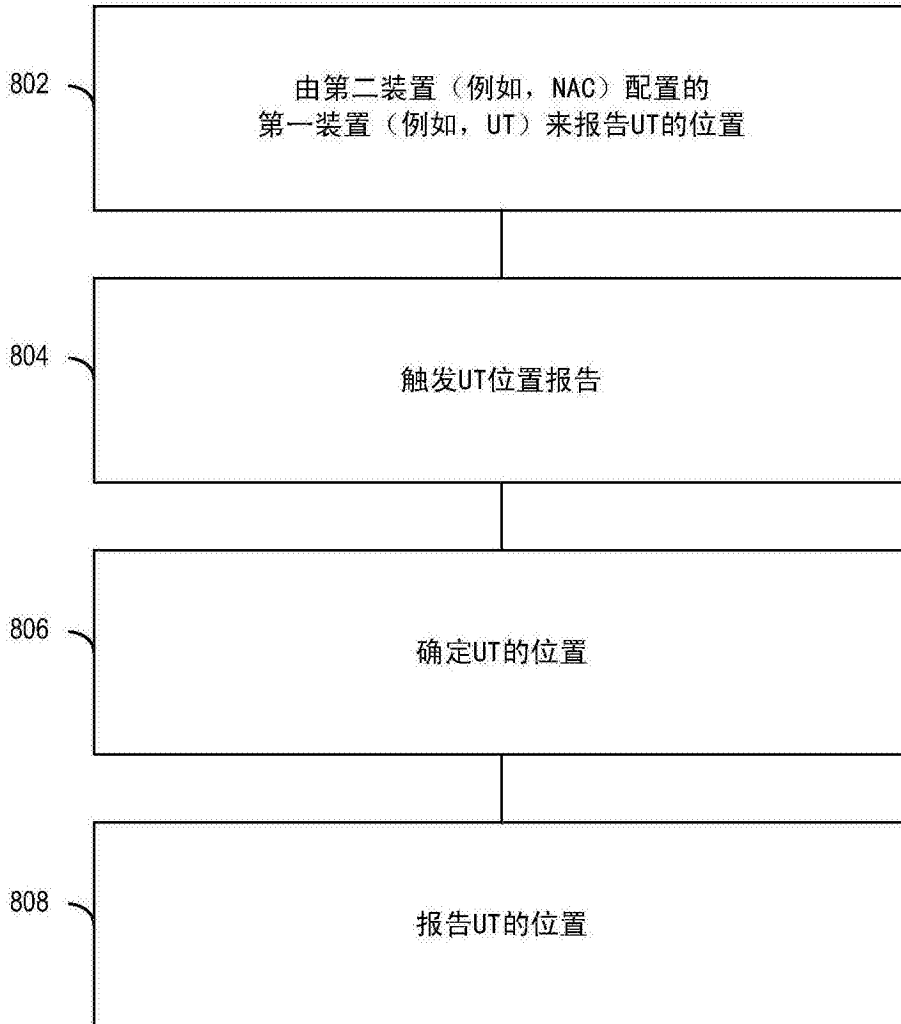 802
由第二装置（例如，NAC）配置的
第一装置（例如，UT）来报告UT的位置
804
触发UT位置报告
806
确定UT的位置
808
报告UT的位置